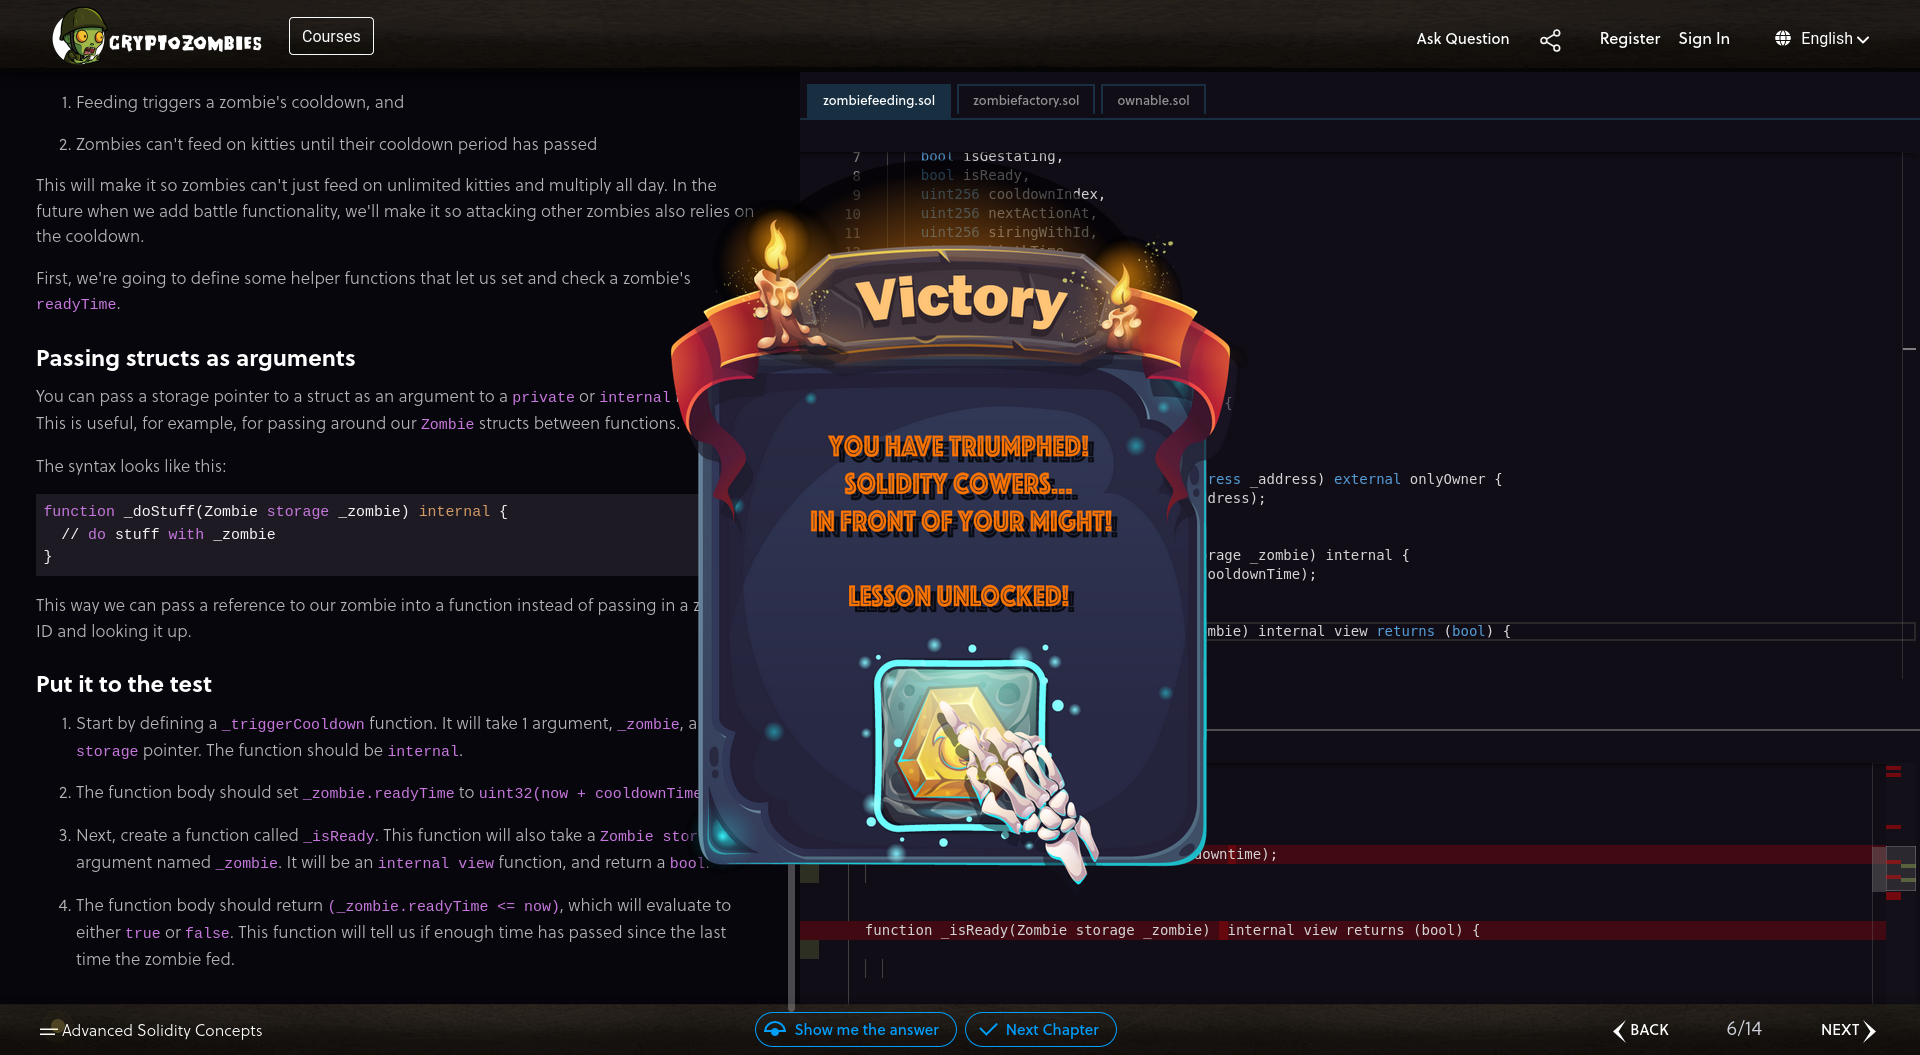 CRYPTOZOMBIES
Courses
Ask Question
Register
Sign In
English
1. Feeding triggers a zombie's cooldown, and
2. Zombies can't feed on kitties until their cooldown period has passed
This will make it so zombies can't just feed on unlimited kitties and multiply all day. In the
future when we add battle functionality, we'll make it so attacking other zombies also relies on
the cooldown.
First, we're going to define some helper functions that let us set and check a zombie's
readyTime.
Passing structs as arguments
You can pass a storage pointer to a struct as an argument to a private or internal
This is useful, for example, for passing around our Zombie structs between functions.
The syntax looks like this:
function _doStuff(Zombie storage _zombie) internal {
// do stuff with _zombie
}
This way we can pass a reference to our zombie into a function instead of passing in a z
ID and looking it up.
Put it to the test
1. Start by defining a _triggerCooldown function. It will take 1 argument, _zombie, a
storage pointer. The function should be internal.
2. The function body should set _zombie.readyTime to uint32(now + cooldownTime
3. Next, create a function called _isReady. This function will also take a Zombie stor
argument named _zombie. It will be an internal view function, and return a bool.
4. The function body should return (_zombie.readyTime <= now), which will evaluate to
either true or false. This function will tell us if enough time has passed since the last
time the zombie fed.
zombiefeeding.sol
zombiefactory.sol
ownable.sol
7 bool isGestating,
8 bool isReady,
9 uint256 cooldownIndex,
10 uint256 nextActionAt,
11 uint256 siringWithId,
{
ress _address) external onlyOwner {
dress);
rage _zombie) internal {
ooldownTime);
mbie) internal view returns (bool) {
Victory
YOU HAVE TRIUMPHED!
SOLIDITY COWERS...
IN FRONT OF YOUR MIGHT!
LESSON UNLOCKED!
downtime);
function _isReady(Zombie storage _zombie) internal view returns (bool) {
Advanced Solidity Concepts
Show me the answer
Next Chapter
BACK
6/14
NEXT